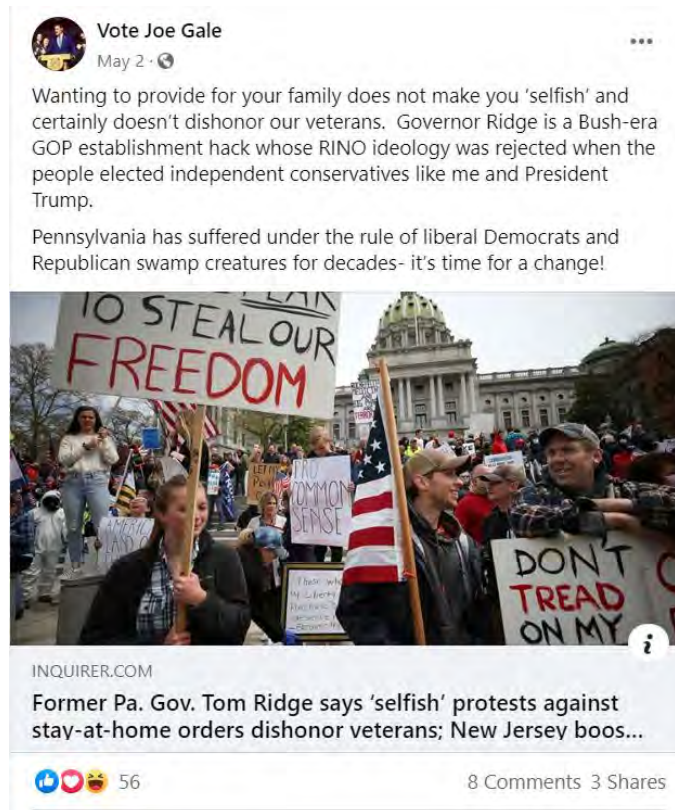 Vote Joe Gale
May 2 ·
Wanting to provide for your family does not make you ‘selfish’ and
certainly doesn’t dishonor our veterans.  Governor Ridge is a Bush-era
GOP establishment hack whose RINO ideology was rejected when the
people elected independent conservatives like me and President
Trump.
Pennsylvania has suffered under the rule of liberal Democrats and
Republican swamp creatures for decades- it’s time for a change!
TO STEAL OUR
FREEDOM
PRO
COMMON
SENSE
AMERICA
DON'T
TREAD
ON MY
i
INQUIRER.COM
Former Pa. Gov. Tom Ridge says ‘selfish’ protests against
stay-at-home orders dishonor veterans; New Jersey boos...
56
8 Comments 3 Shares